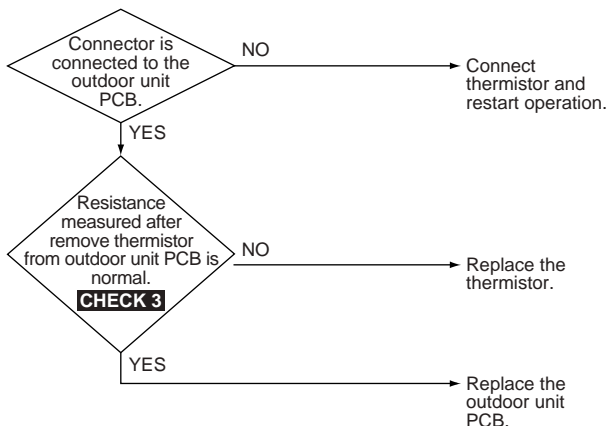 Connector is
connected to the
outdoor unit
PCB.
NO
Connect
thermistor and
restart operation.
YES
Resistance
measured after
remove thermistor
from outdoor unit PCB is
normal.
CHECK 3
NO
Replace the
thermistor.
YES
Replace the
outdoor unit
PCB.